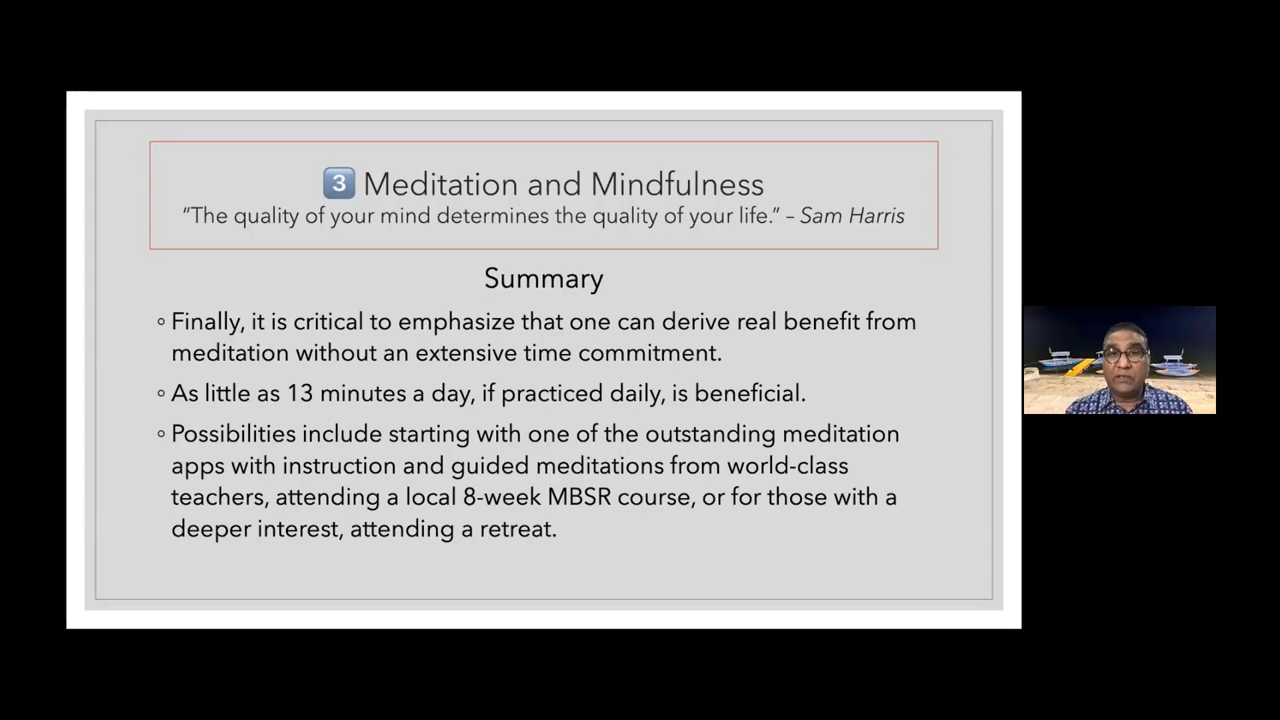 3 Meditation and Mindfulness
“The quality of your mind determines the quality of your life.” – Sam Harris
Summary
◦ Finally, it is critical to emphasize that one can derive real benefit from
meditation without an extensive time commitment.
◦ As little as 13 minutes a day, if practiced daily, is beneficial.
◦ Possibilities include starting with one of the outstanding meditation
apps with instruction and guided meditations from world-class
teachers, attending a local 8-week MBSR course, or for those with a
deeper interest, attending a retreat.